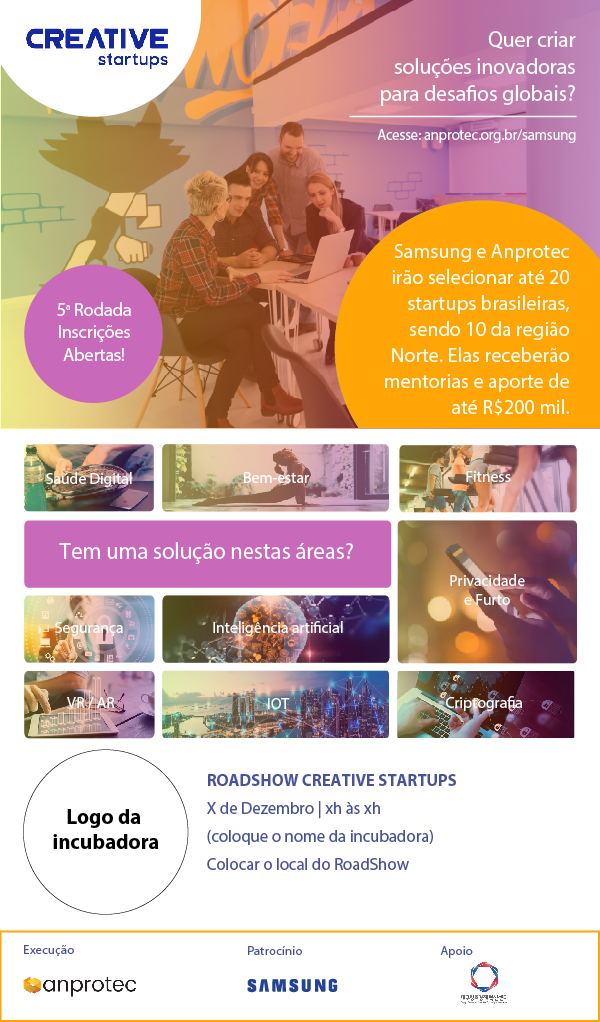 CREATIVE
startups
Quer criar
soluções inovadoras
para desafios globais?
Acesse: anprotec.org.br/samsung
Samsung e Anprotec
irão selecionar até 20
startups brasileiras,
sendo 10 da região
Norte. Elas receberão
mentorias e aporte de
até R$200 mil.
5ª Rodada
Inscrições
Abertas!
Saúde Digital
Bem-estar
Fitness
Tem uma solução nestas áreas?
Privacidade
e Furto
Segurança
Inteligência artificial
VR / AR
IOT
Criptografia
Logo da
incubadora
ROADSHOW CREATIVE STARTUPS
X de Dezembro | xh às xh
(coloque o nome da incubadora)
Colocar o local do RoadShow
Execução
Patrocínio
Apoio
anprotec
SAMSUNG